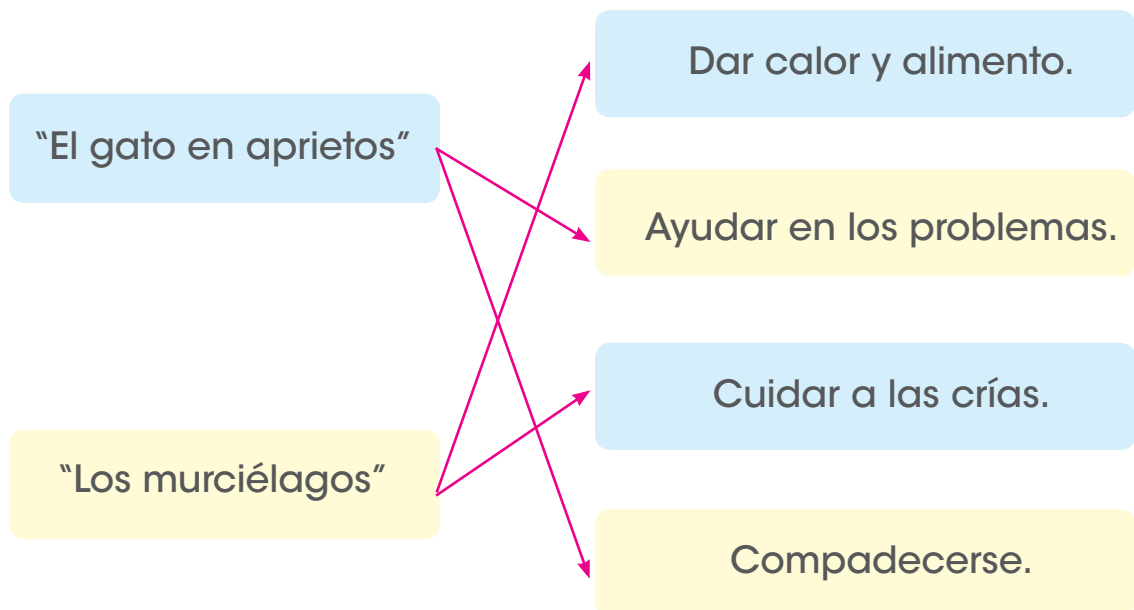 “El gato en aprietos”
“Los murciélagos”
Dar calor y alimento.
Ayudar en los problemas.
Cuidar a las crías.
Compadecerse.